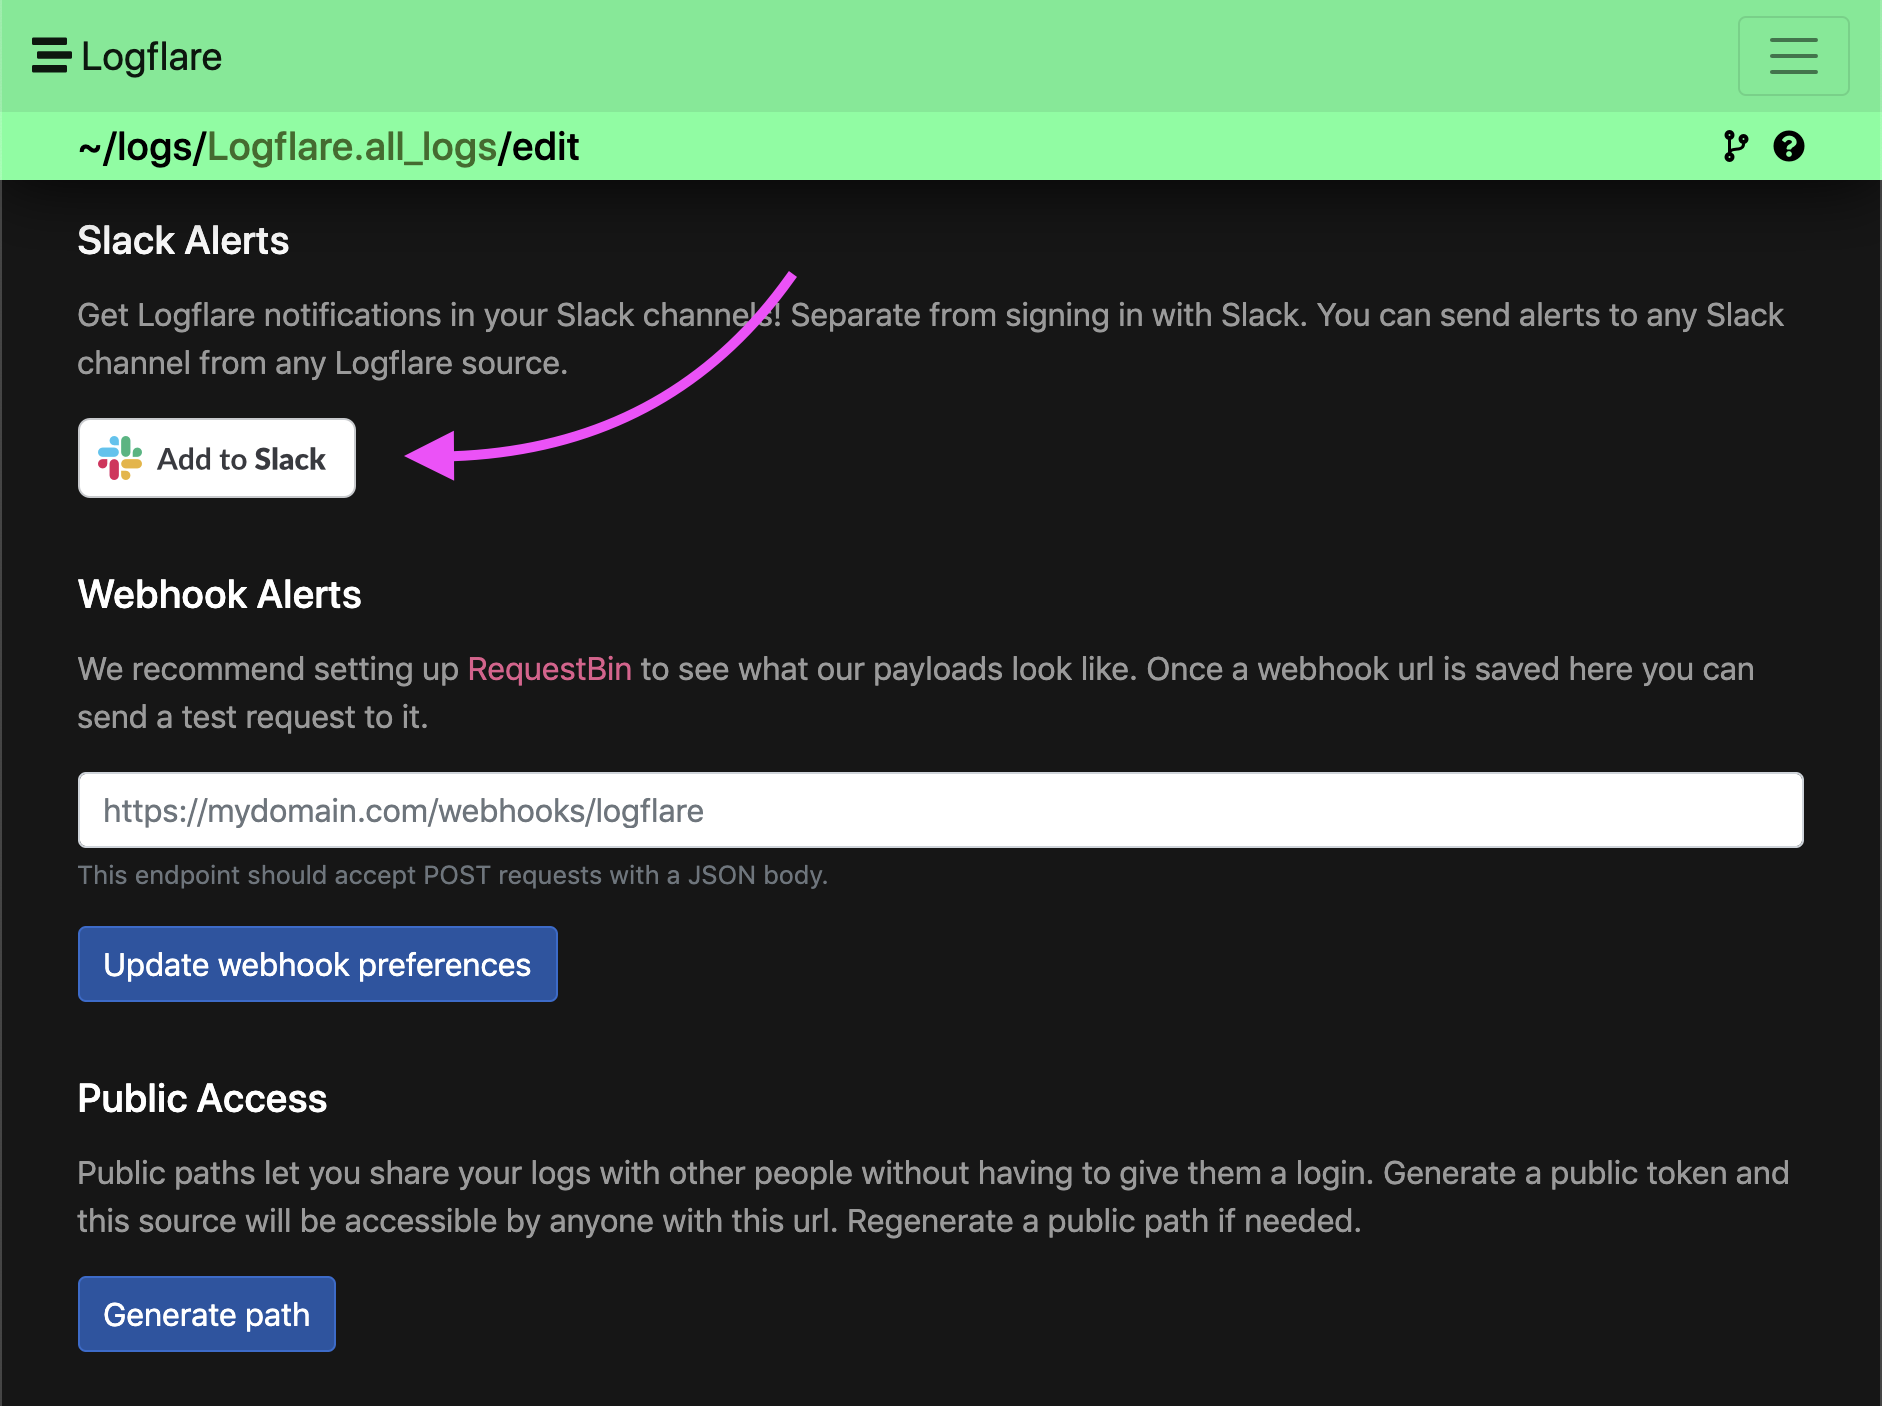 Logflare
~/logs/Logflare.all_logs/edit
Slack Alerts
Get Logflare notifications in your Slack channels! Separate from signing in with Slack. You can send alerts to any Slack
channel from any Logflare source.
Add to Slack
Webhook Alerts
We recommend setting up RequestBin to see what our payloads look like. Once a webhook url is saved here you can
send a test request to it.
https://mydomain.com/webhooks/logflare
This endpoint should accept POST requests with a JSON body.
Update webhook preferences
Public Access
Public paths let you share your logs with other people without having to give them a login. Generate a public token and
this source will be accessible by anyone with this url. Regenerate a public path if needed.
Generate path